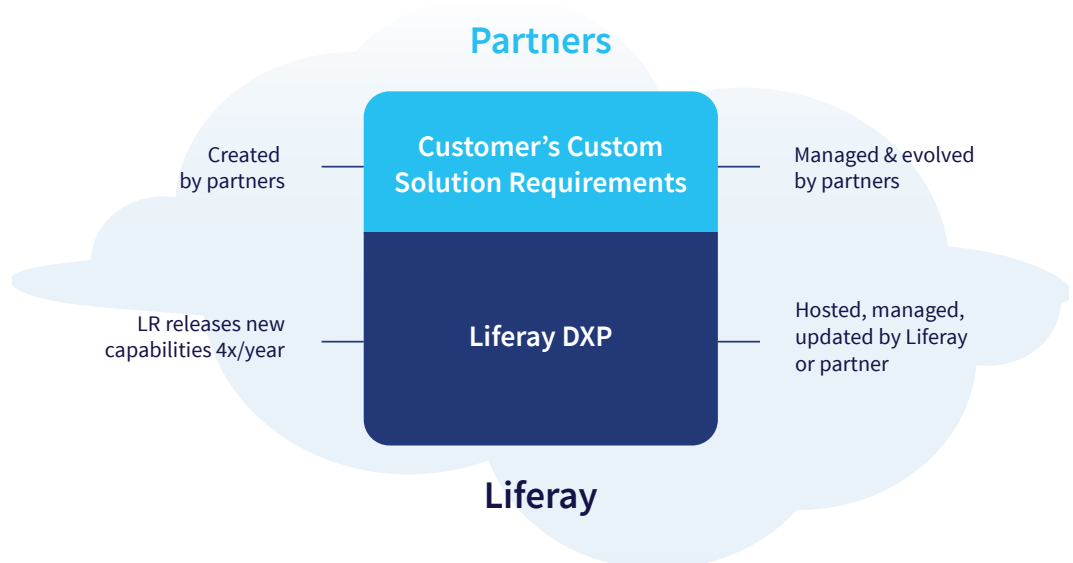 Partners
Created
by partners
Customer’s Custom
Solution Requirements
Managed & evolved
by partners
LR releases new
capabilities 4x/year
Liferay DXP
Hosted, managed,
updated by Liferay
or partner
Liferay